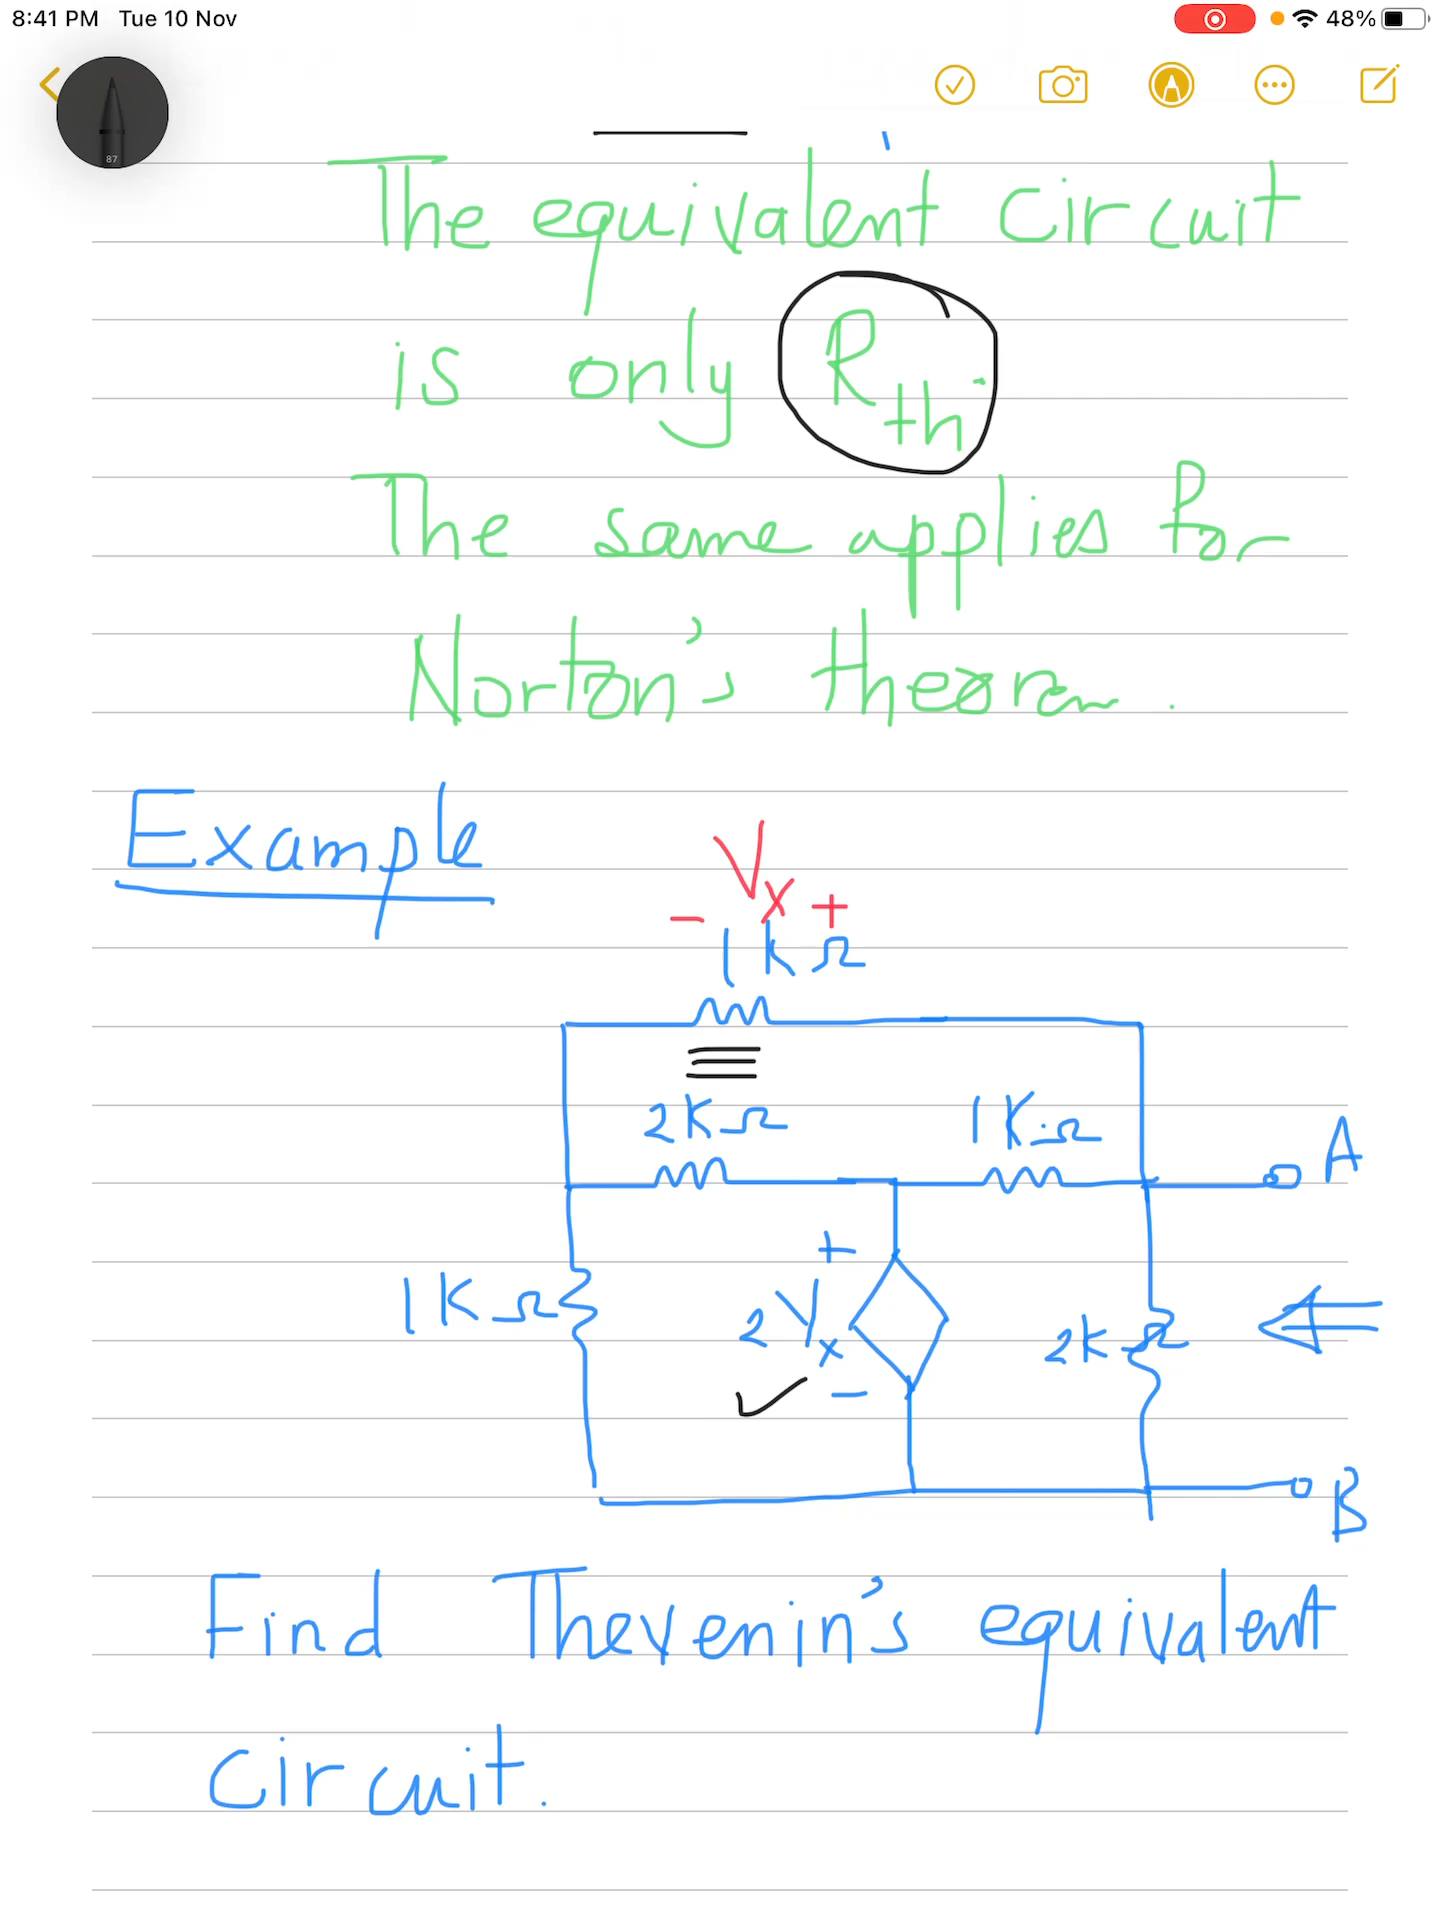 8:41 PM Tue 10 Nov
48%
87
The equivalent circuit
is only Rth.
The same applies for
Norton's theorem.
Example
Vx
- +
1kΩ
2KΩ 1KΩ
A
+
1KΩ 2Vx 2kΩ
-
B
Find Thevenin's equivalent
circuit.